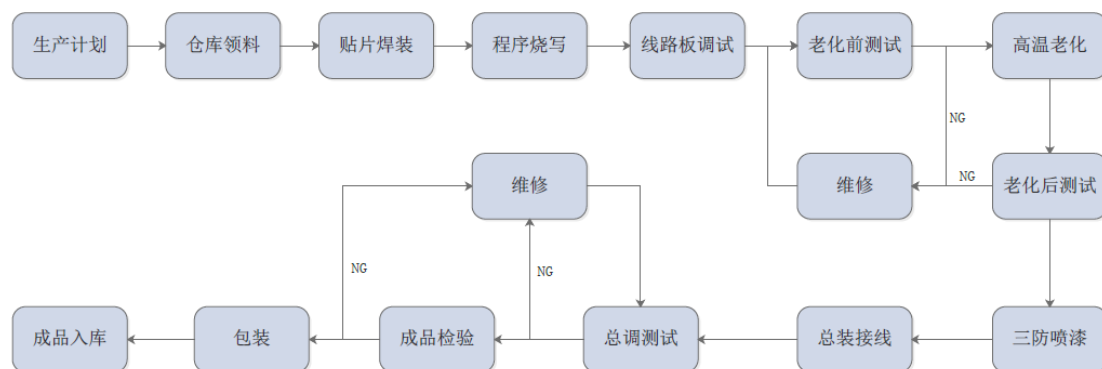 生产计划
仓库领料
贴片焊装
程序烧写
线路板调试
老化前测试
高温老化
NG
维修
维修
NG
老化后测试
NG
NG
成品入库
包装
成品检验
总调测试
总装接线
三防喷漆